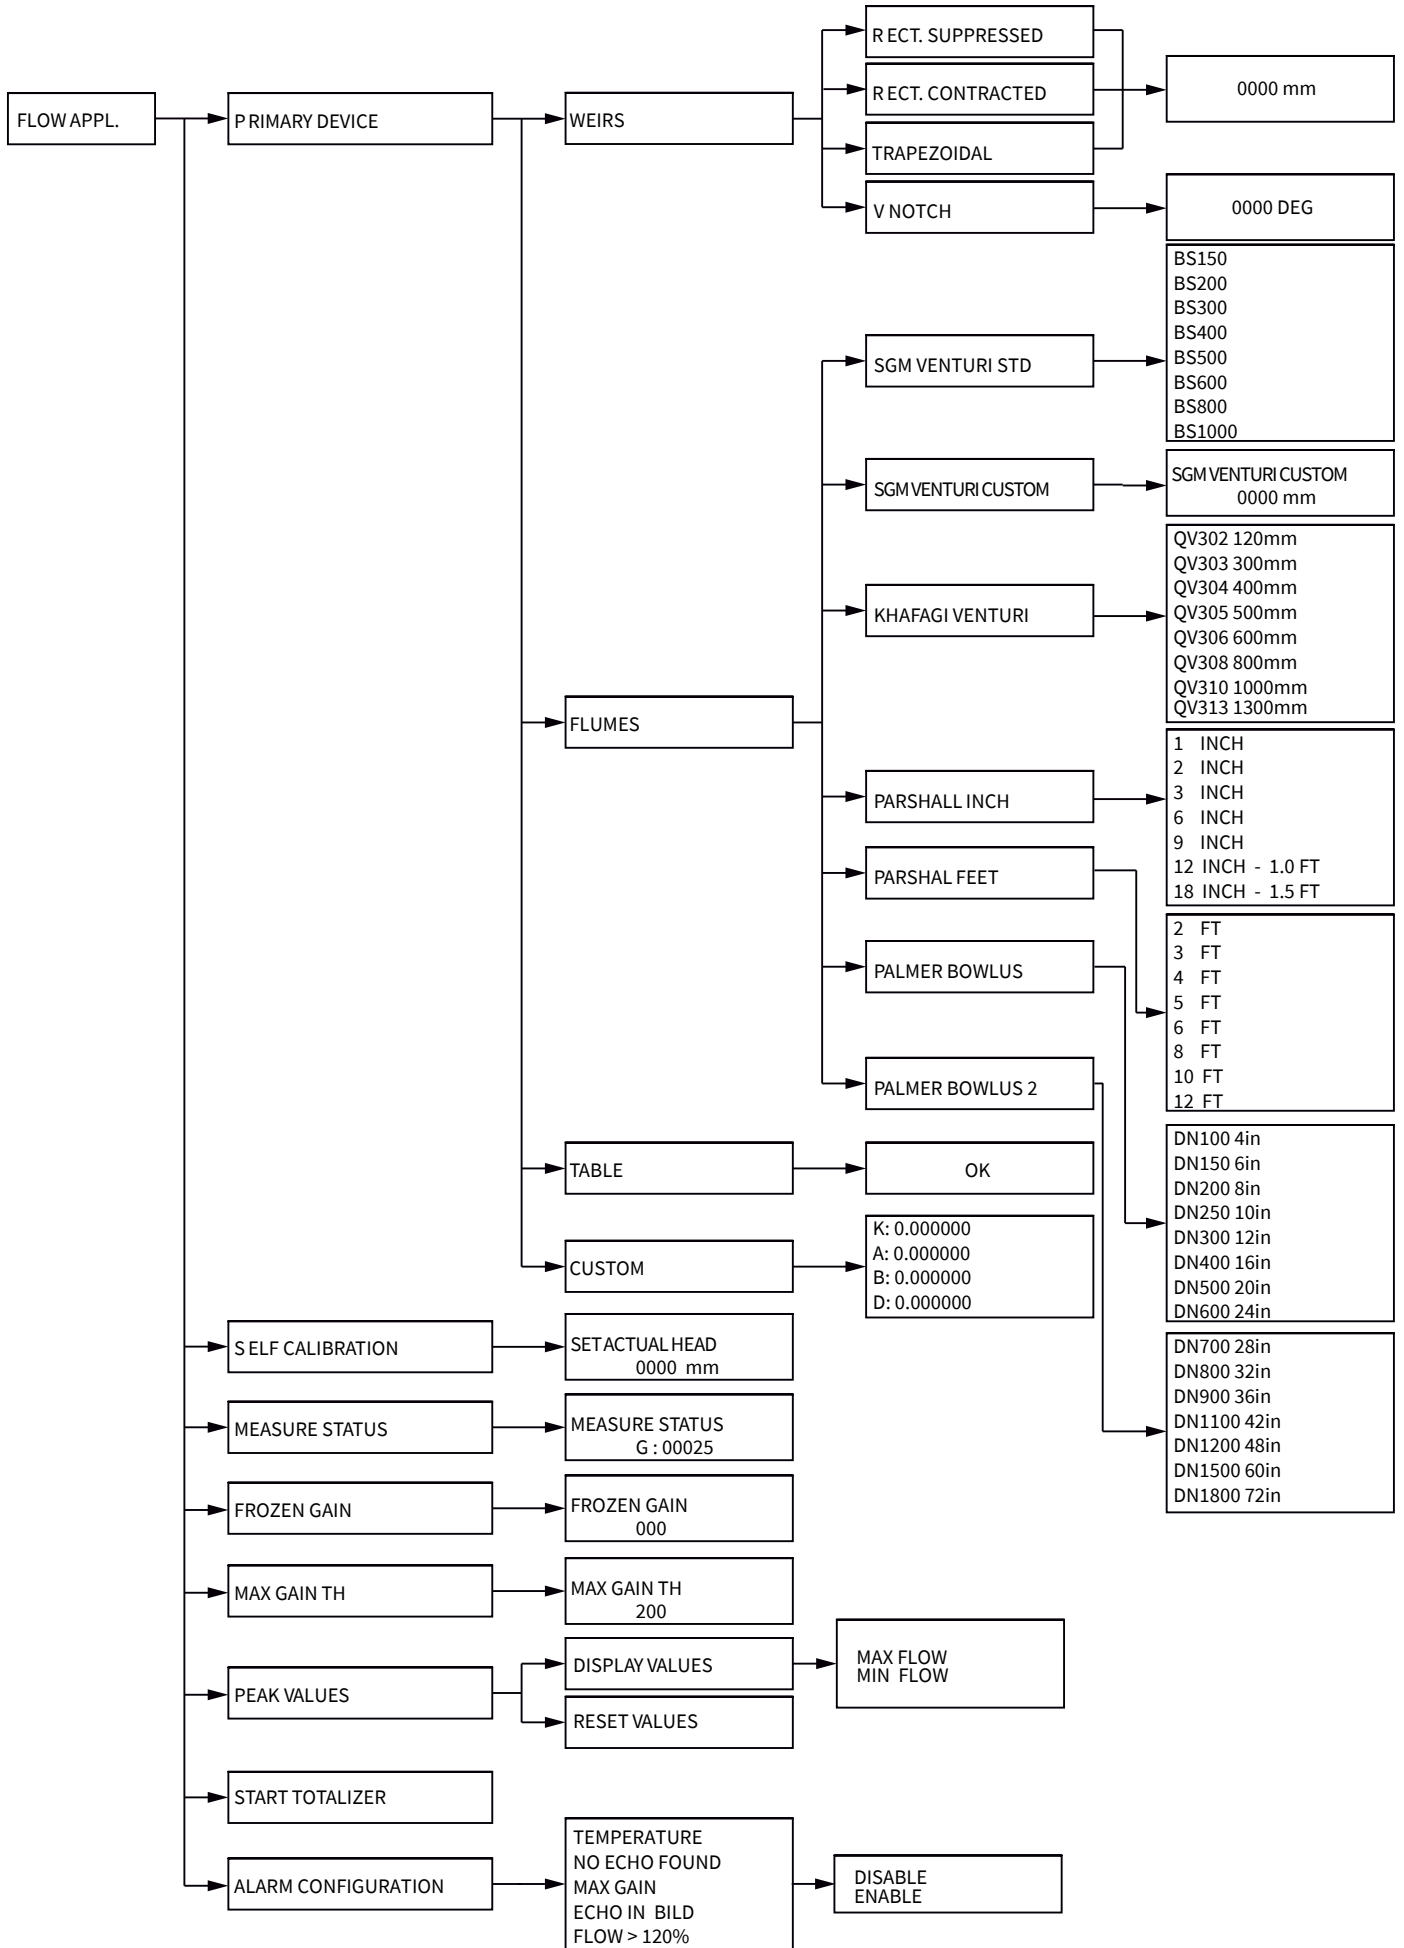 FLOW APPL.
PRIMARY DEVICE
WEIRS
RECT. SUPPRESSED
RECT. CONTRACTED
TRAPEZOIDAL
0000 mm
V NOTCH
0000 DEG
FLUMES
SGM VENTURI STD
BS150
BS200
BS300
BS400
BS500
BS600
BS800
BS1000
SGM VENTURI CUSTOM
SGM VENTURI CUSTOM
0000 mm
KHAFAGI VENTURI
QV302 120mm
QV303 300mm
QV304 400mm
QV305 500mm
QV306 600mm
QV308 800mm
QV310 1000mm
QV313 1300mm
PARSHALL INCH
1 INCH
2 INCH
3 INCH
6 INCH
9 INCH
12 INCH - 1.0 FT
18 INCH - 1.5 FT
PARSHAL FEET
2 FT
3 FT
4 FT
5 FT
6 FT
8 FT
10 FT
12 FT
PALMER BOWLUS
DN100 4in
DN150 6in
DN200 8in
DN250 10in
DN300 12in
DN400 16in
DN500 20in
DN600 24in
PALMER BOWLUS 2
DN700 28in
DN800 32in
DN900 36in
DN1100 42in
DN1200 48in
DN1500 60in
DN1800 72in
TABLE
OK
CUSTOM
K: 0.000000
A: 0.000000
B: 0.000000
D: 0.000000
SELF CALIBRATION
SET ACTUAL HEAD
0000 mm
MEASURE STATUS
MEASURE STATUS
G : 00025
FROZEN GAIN
FROZEN GAIN
000
MAX GAIN TH
MAX GAIN TH
200
PEAK VALUES
DISPLAY VALUES
MAX FLOW
MIN FLOW
RESET VALUES
START TOTALIZER
ALARM CONFIGURATION
TEMPERATURE
NO ECHO FOUND
MAX GAIN
ECHO IN BILD
FLOW > 120%
DISABLE
ENABLE